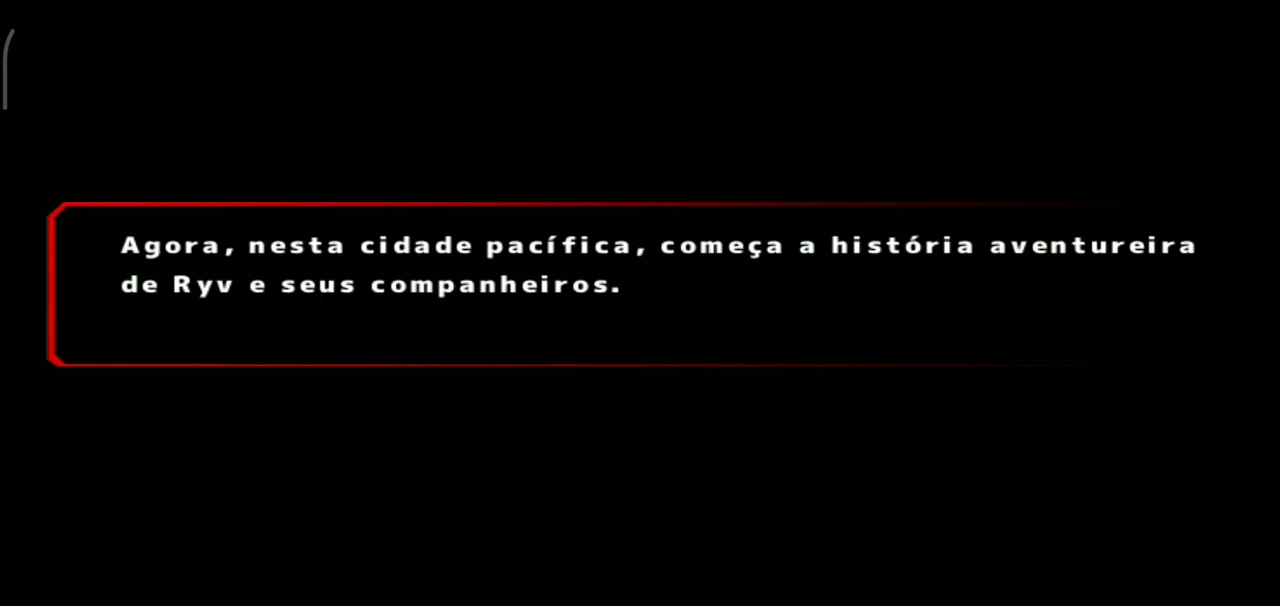 Agora, nesta cidade pacífica, começa a história aventureira
de Ryv e seus companheiros.